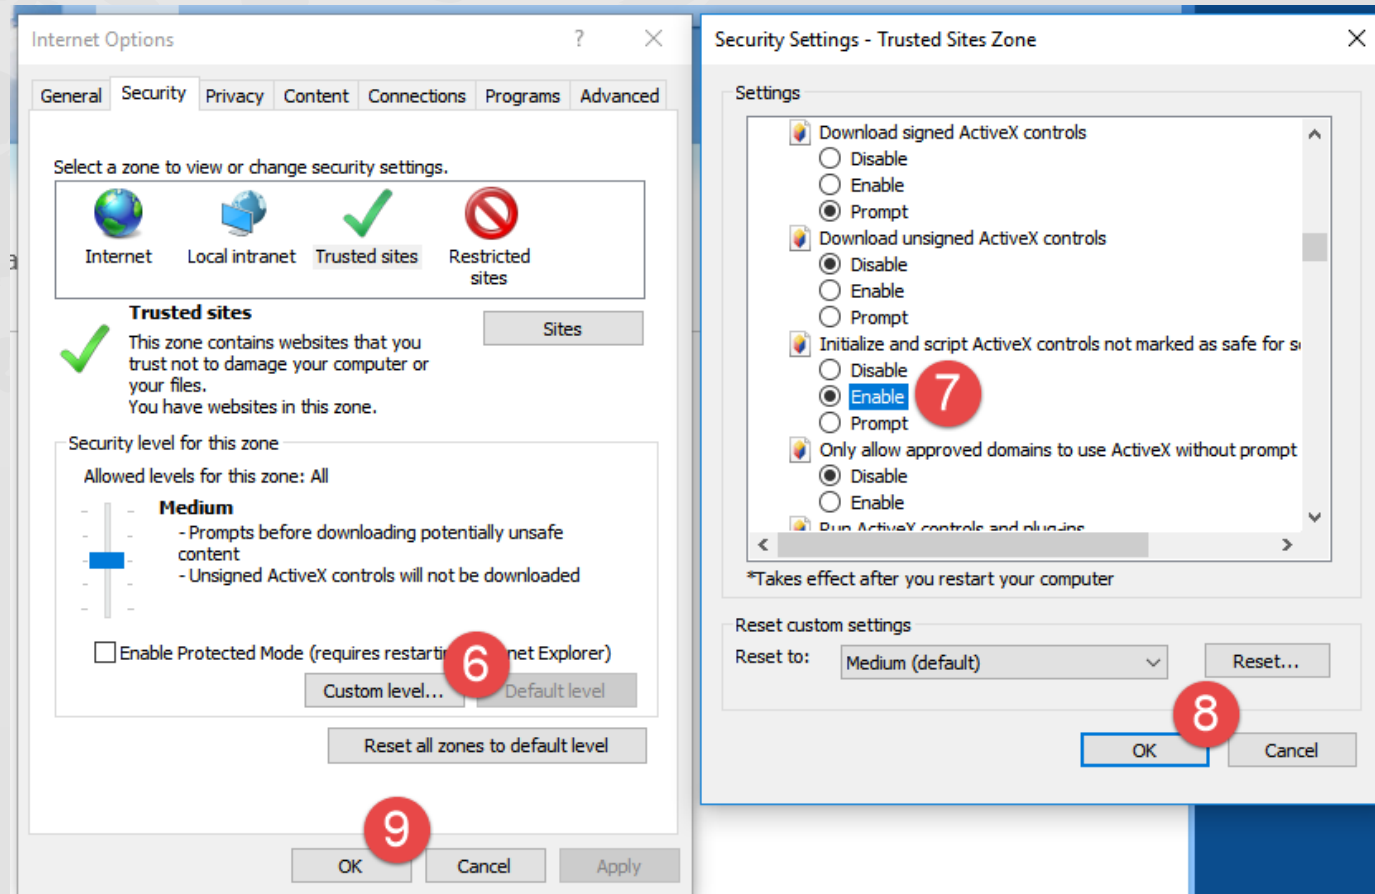 Internet Options
?
General Security Privacy Content Connections Programs Advanced
Select a zone to view or change security settings.
Internet
Local intranet
Trusted sites
Restricted
sites
Trusted sites
This zone contains websites that you
trust not to damage your computer or
your files.
You have websites in this zone.
Sites
Security level for this zone
Allowed levels for this zone: All
Medium
- Prompts before downloading potentially unsafe
content
- Unsigned ActiveX controls will not be downloaded
Enable Protected Mode (requires restartin net Explorer)
6
Custom level...
Default level
Reset all zones to default level
9
OK
Cancel
Apply
Security Settings - Trusted Sites Zone
Settings
Download signed ActiveX controls
Disable
Enable
Prompt
Download unsigned ActiveX controls
Disable
Enable
Prompt
Initialize and script ActiveX controls not marked as safe for s
Disable
Enable
7
Prompt
Only allow approved domains to use ActiveX without prompt
Disable
Enable
Run ActiveX controls and plug-ins
*Takes effect after you restart your computer
Reset custom settings
Reset to:
Medium (default)
Reset...
8
OK
Cancel